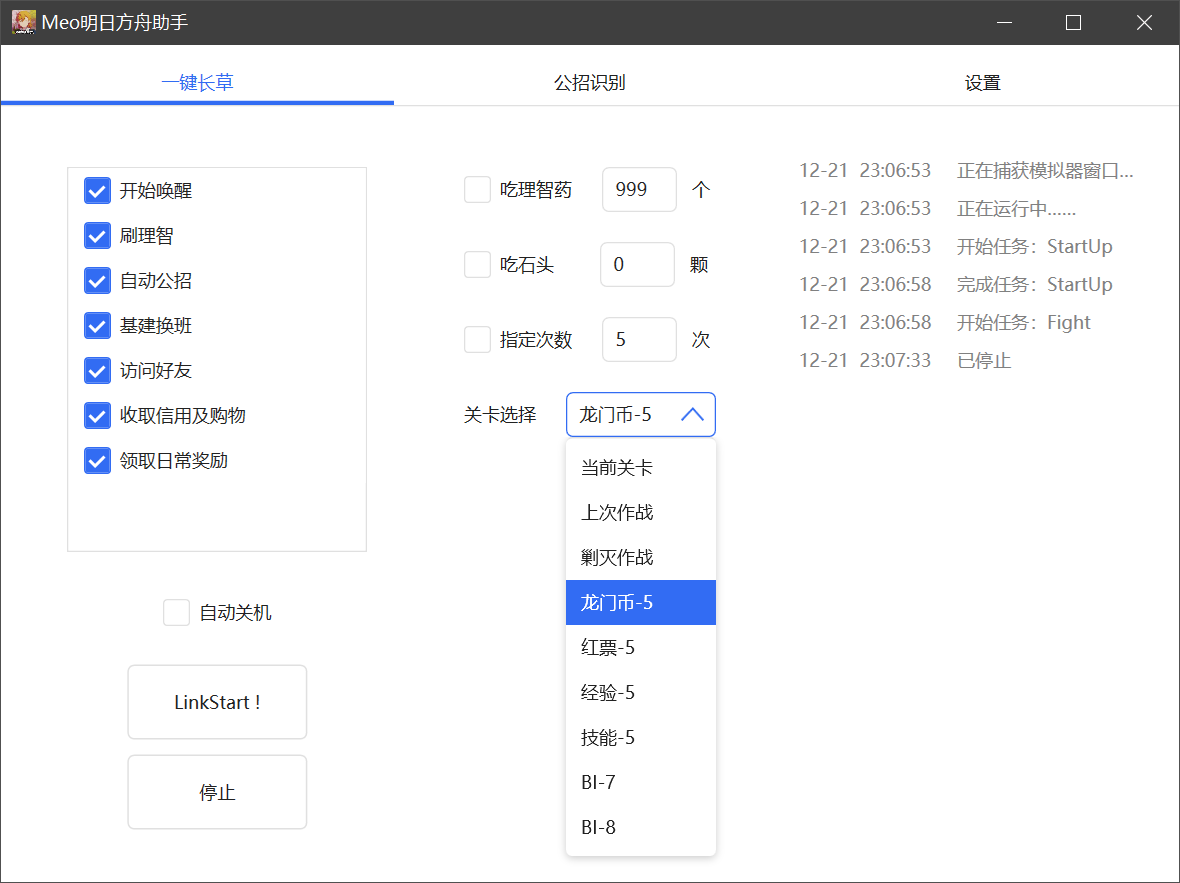 Meo明日方舟助手
一键长草
公招识别
设置
开始唤醒
刷理智
自动公招
基建换班
访问好友
收取信用及购物
领取日常奖励
自动关机
LinkStart !
停止
吃理智药 999 个
吃石头 0 颗
指定次数 5 次
关卡选择 龙门币-5
当前关卡
上次作战
剿灭作战
龙门币-5
红票-5
经验-5
技能-5
BI-7
BI-8
12-21 23:06:53 正在捕获模拟器窗口...
12-21 23:06:53 正在运行中......
12-21 23:06:53 开始任务：StartUp
12-21 23:06:58 完成任务：StartUp
12-21 23:06:58 开始任务：Fight
12-21 23:07:33 已停止